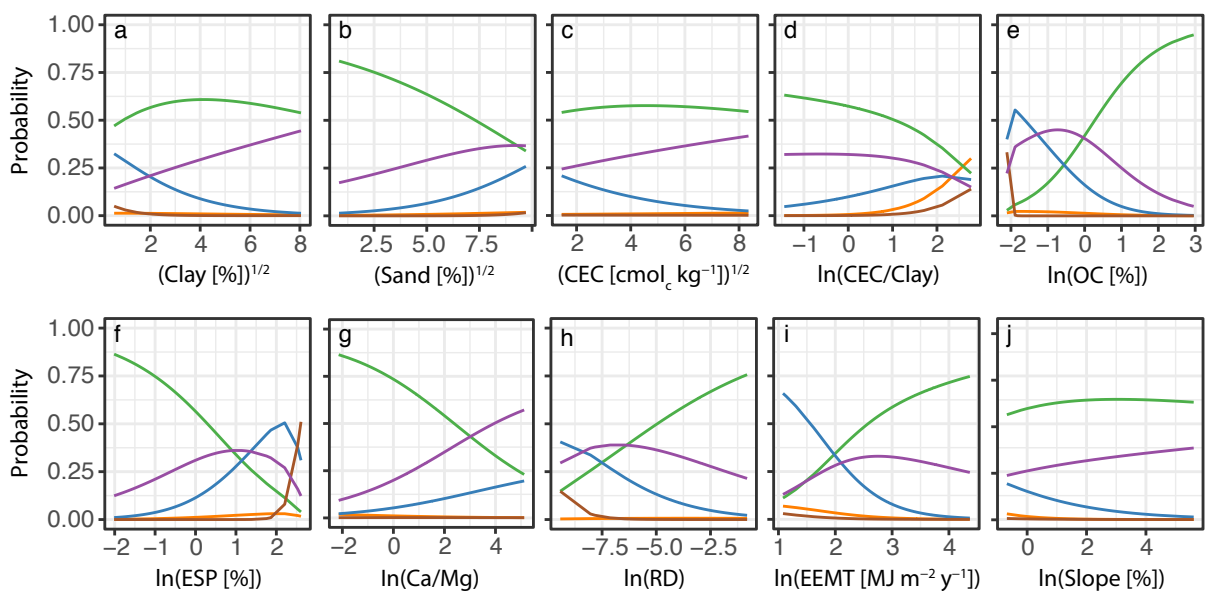 a b c d e
1.00
0.75
0.50
0.25
0.00
Probability
2 4 6 8
2.5 5.0 7.5
2 4 6 8
−1 0 1 2
−2 −1 0 1 2 3
(Clay [%])^1/2
(Sand [%])^1/2
(CEC [cmol_c kg⁻¹])^1/2
ln(CEC/Clay)
ln(OC [%])
f g h i j
1.00
0.75
0.50
0.25
0.00
Probability
−2 −1 0 1 2
−2 0 2 4
−7.5 −5.0 −2.5
1 2 3 4
0 2 4
ln(ESP [%])
ln(Ca/Mg)
ln(RD)
ln(EEMT [MJ m⁻² y⁻¹])
ln(Slope [%])